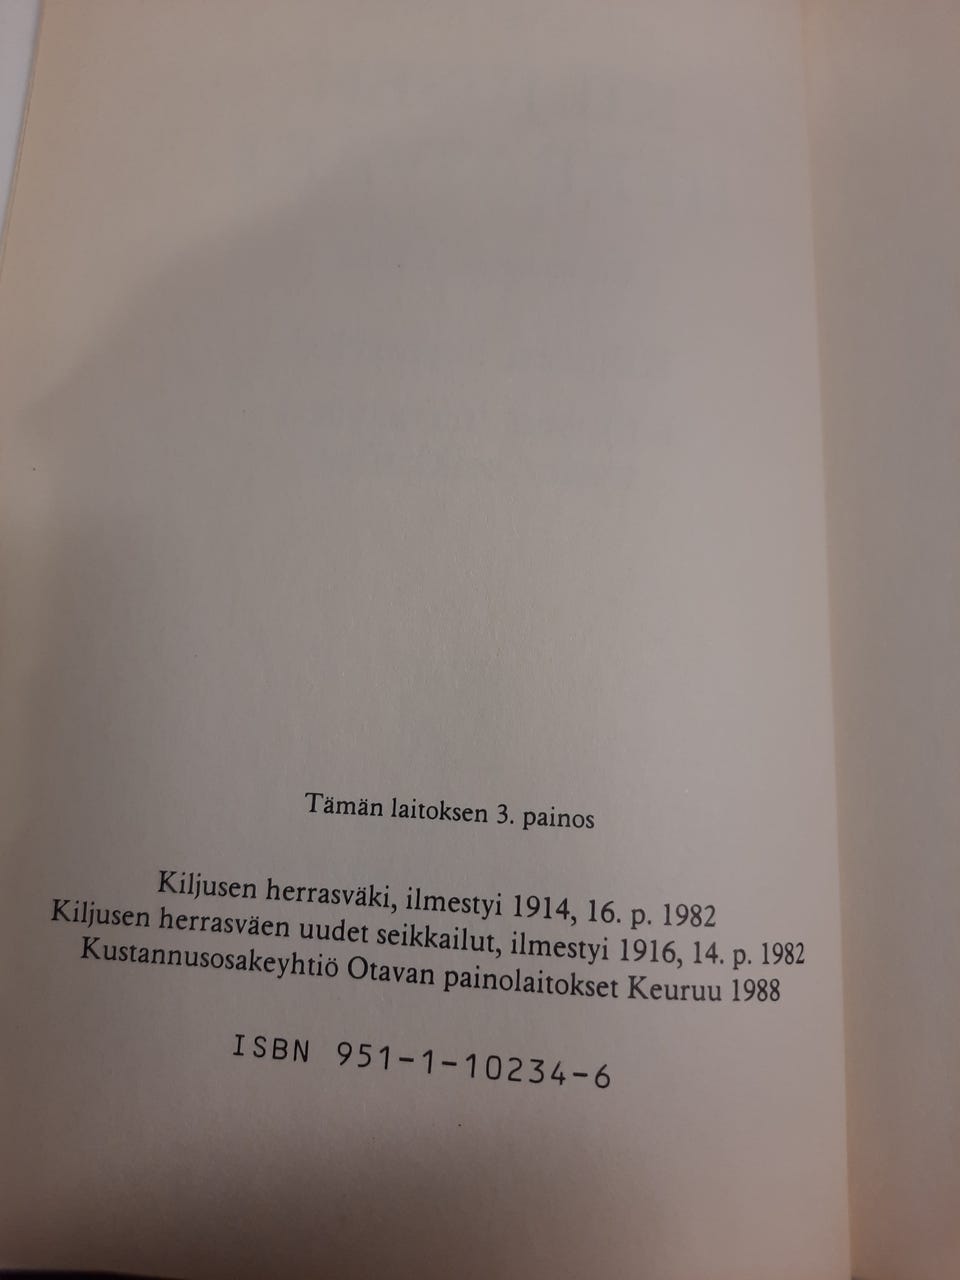 Tämän laitoksen 3. painos
Kiljusen herrasväki, ilmestyi 1914, 16. p. 1982
Kiljusen herrasväen uudet seikkailut, ilmestyi 1916, 14. p. 1982
Kustannusosakeyhtiö Otavan painolaitokset Keuruu 1988
ISBN 951-1-10234-6